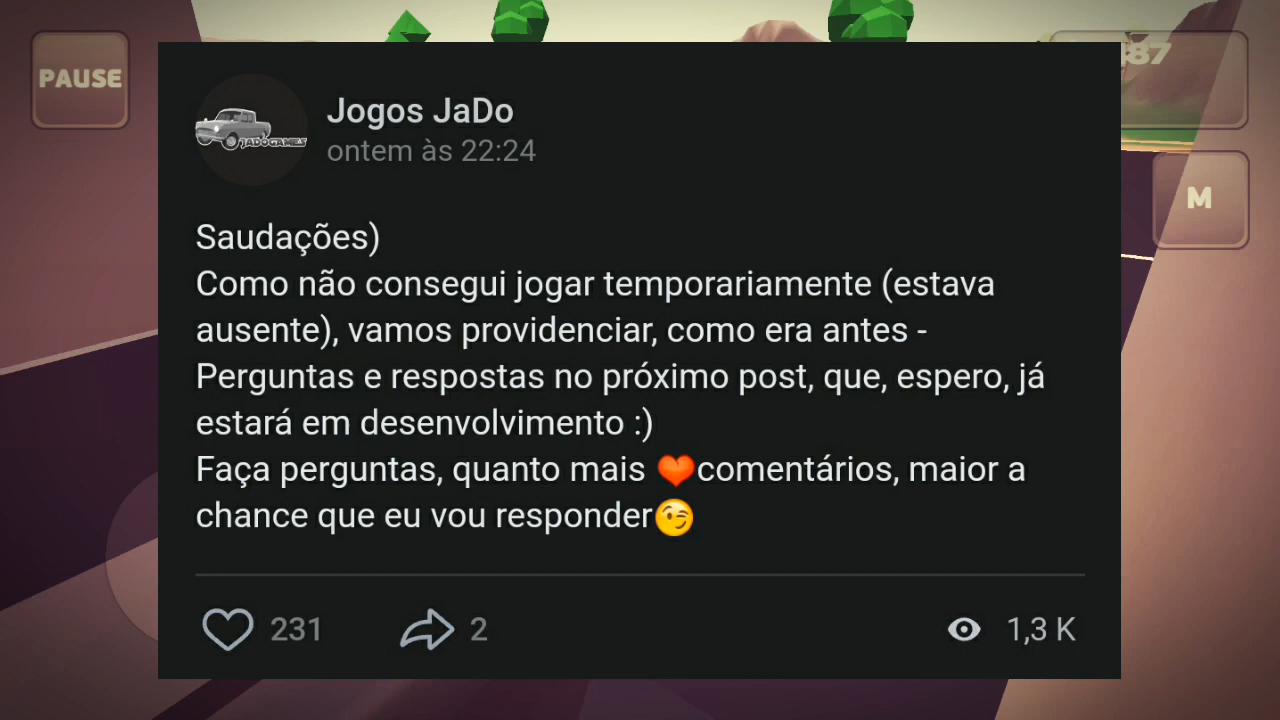 PAUSE
487
M
JADOGAMES
Jogos JaDo
ontem às 22:24
Saudações)
Como não consegui jogar temporariamente (estava
ausente), vamos providenciar, como era antes -
Perguntas e respostas no próximo post, que, espero, já
estará em desenvolvimento :)
Faça perguntas, quanto mais ❤️comentários, maior a
chance que eu vou responder😉
231
2
1,3 K